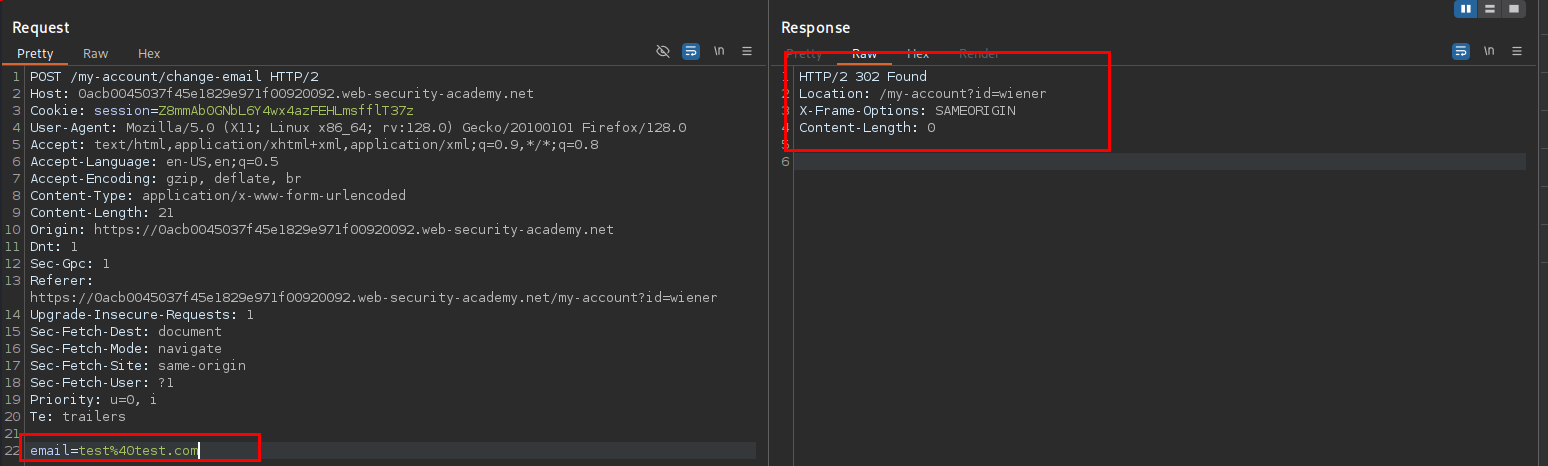 Request
Pretty Raw Hex
\n
1 POST /my-account/change-email HTTP/2
2 Host: 0acb0045037f45e1829e971f00920092.web-security-academy.net
3 Cookie: session=Z8mmAb0GNbL6Y4wx4azFEHLmsfflT37z
4 User-Agent: Mozilla/5.0 (X11; Linux x86_64; rv:128.0) Gecko/20100101 Firefox/128.0
5 Accept: text/html,application/xhtml+xml,application/xml;q=0.9,*/*;q=0.8
6 Accept-Language: en-US,en;q=0.5
7 Accept-Encoding: gzip, deflate, br
8 Content-Type: application/x-www-form-urlencoded
9 Content-Length: 21
10 Origin: https://0acb0045037f45e1829e971f00920092.web-security-academy.net
11 Dnt: 1
12 Sec-Gpc: 1
13 Referer:
https://0acb0045037f45e1829e971f00920092.web-security-academy.net/my-account?id=wiener
14 Upgrade-Insecure-Requests: 1
15 Sec-Fetch-Dest: document
16 Sec-Fetch-Mode: navigate
17 Sec-Fetch-Site: same-origin
18 Sec-Fetch-User: ?1
19 Priority: u=0, i
20 Te: trailers
21
22 email=test%40test.com
Response
Pretty Raw Hex Render
\n
1 HTTP/2 302 Found
2 Location: /my-account?id=wiener
3 X-Frame-Options: SAMEORIGIN
4 Content-Length: 0
5
6